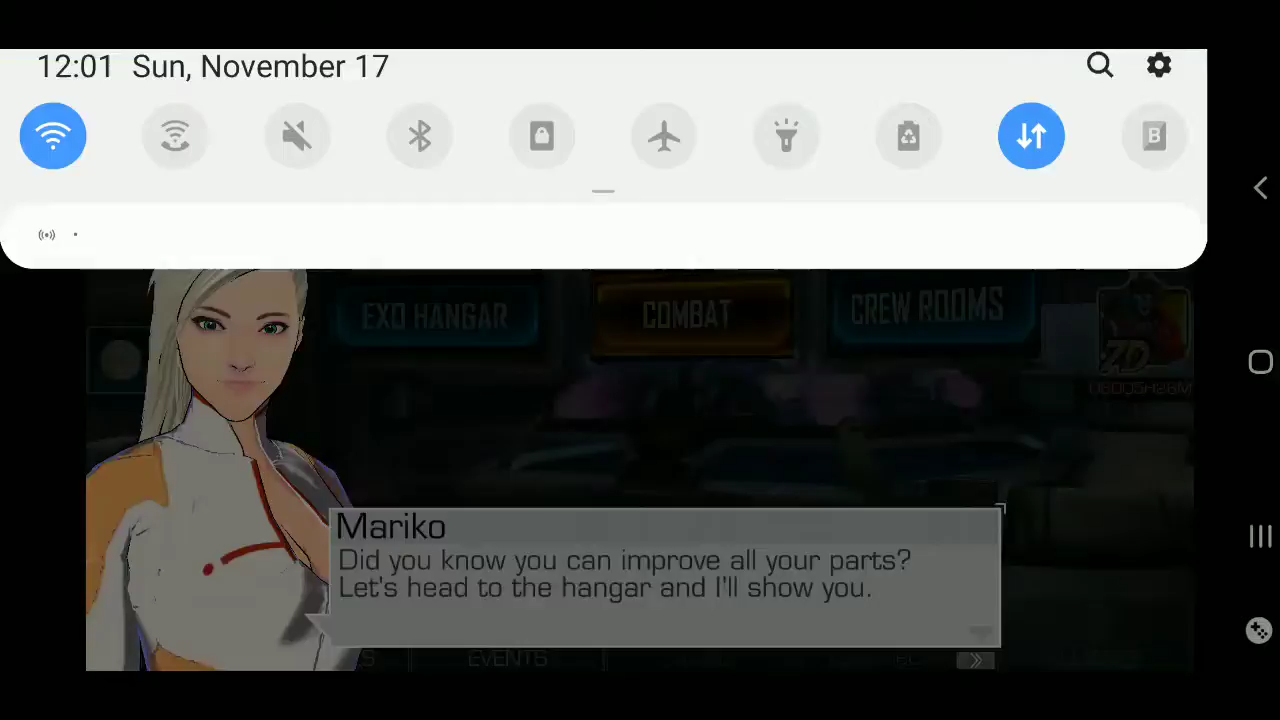 12:01 Sun, November 17
B
EXO HANGAR
COMBAT
CREW ROOMS
ZD
Mariko
Did you know you can improve all your parts?
Let's head to the hangar and I'll show you.
EVENTS